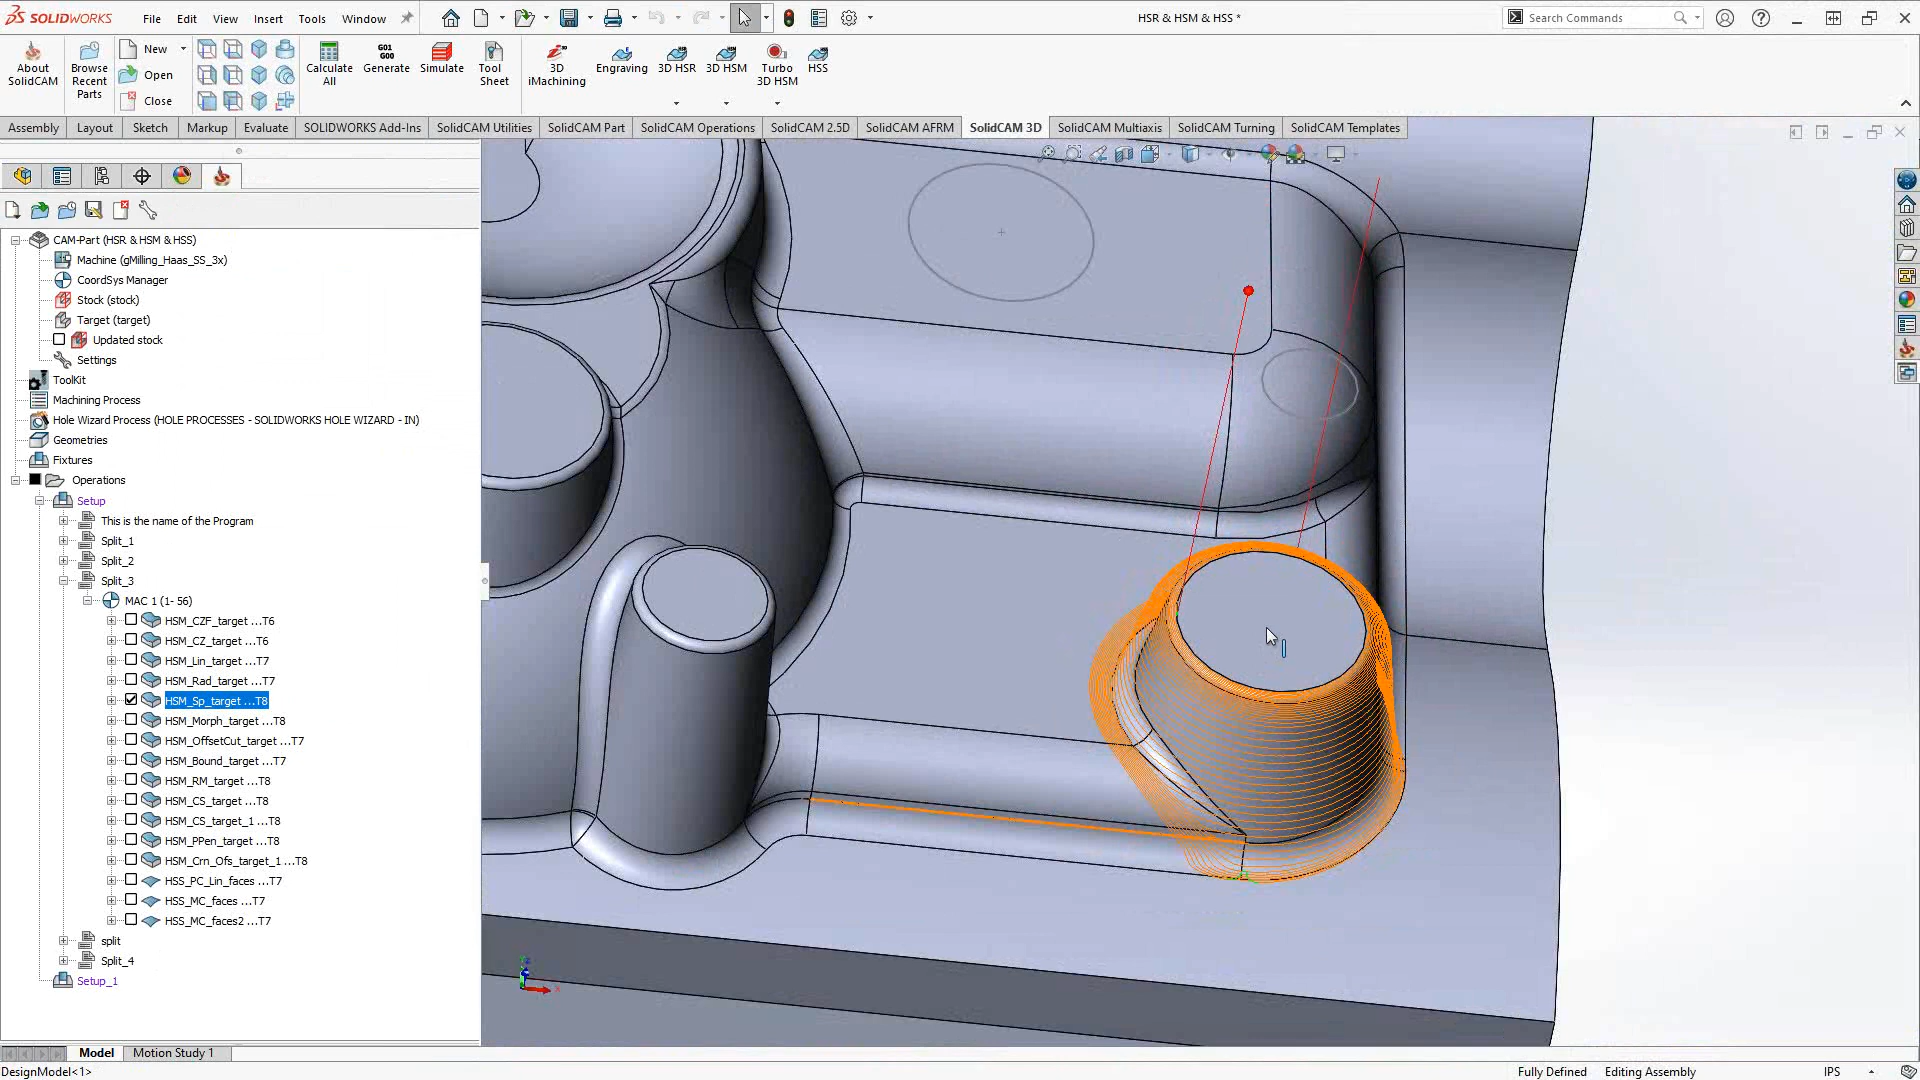 SOLIDWORKS File Edit View Insert Tools Window HSR & HSM & HSS * Search Commands
About SolidCAM
Browse Recent Parts
New
Open
Close
Calculate All
G01 G00
Generate
Simulate
Tool Sheet
3D iMachining
Engraving
3D HSR
3D HSM
Turbo 3D HSM
HSS
Assembly Layout Sketch Markup Evaluate SOLIDWORKS Add-Ins SolidCAM Utilities SolidCAM Part SolidCAM Operations SolidCAM 2.5D SolidCAM AFRM SolidCAM 3D SolidCAM Multiaxis SolidCAM Turning SolidCAM Templates
CAM-Part (HSR & HSM & HSS)
Machine (gMilling_Haas_SS_3x)
CoordSys Manager
Stock (stock)
Target (target)
Updated stock
Settings
ToolKit
Machining Process
Hole Wizard Process (HOLE PROCESSES - SOLIDWORKS HOLE WIZARD - IN)
Geometries
Fixtures
Operations
Setup
This is the name of the Program
Split_1
Split_2
Split_3
MAC 1 (1- 56)
HSM_CZF_target ...T6
HSM_CZ_target ...T6
HSM_Lin_target ...T7
HSM_Rad_target ...T7
HSM_Sp_target ...T8
HSM_Morph_target ...T8
HSM_OffsetCut_target ...T7
HSM_Bound_target ...T7
HSM_RM_target ...T8
HSM_CS_target ...T8
HSM_CS_target_1 ...T8
HSM_PPen_target ...T8
HSM_Crn_Ofs_target_1 ...T8
HSS_PC_Lin_faces ...T7
HSS_MC_faces ...T7
HSS_MC_faces2 ...T7
split
Split_4
Setup_1
Model Motion Study 1
DesignModel<1> Fully Defined Editing Assembly IPS